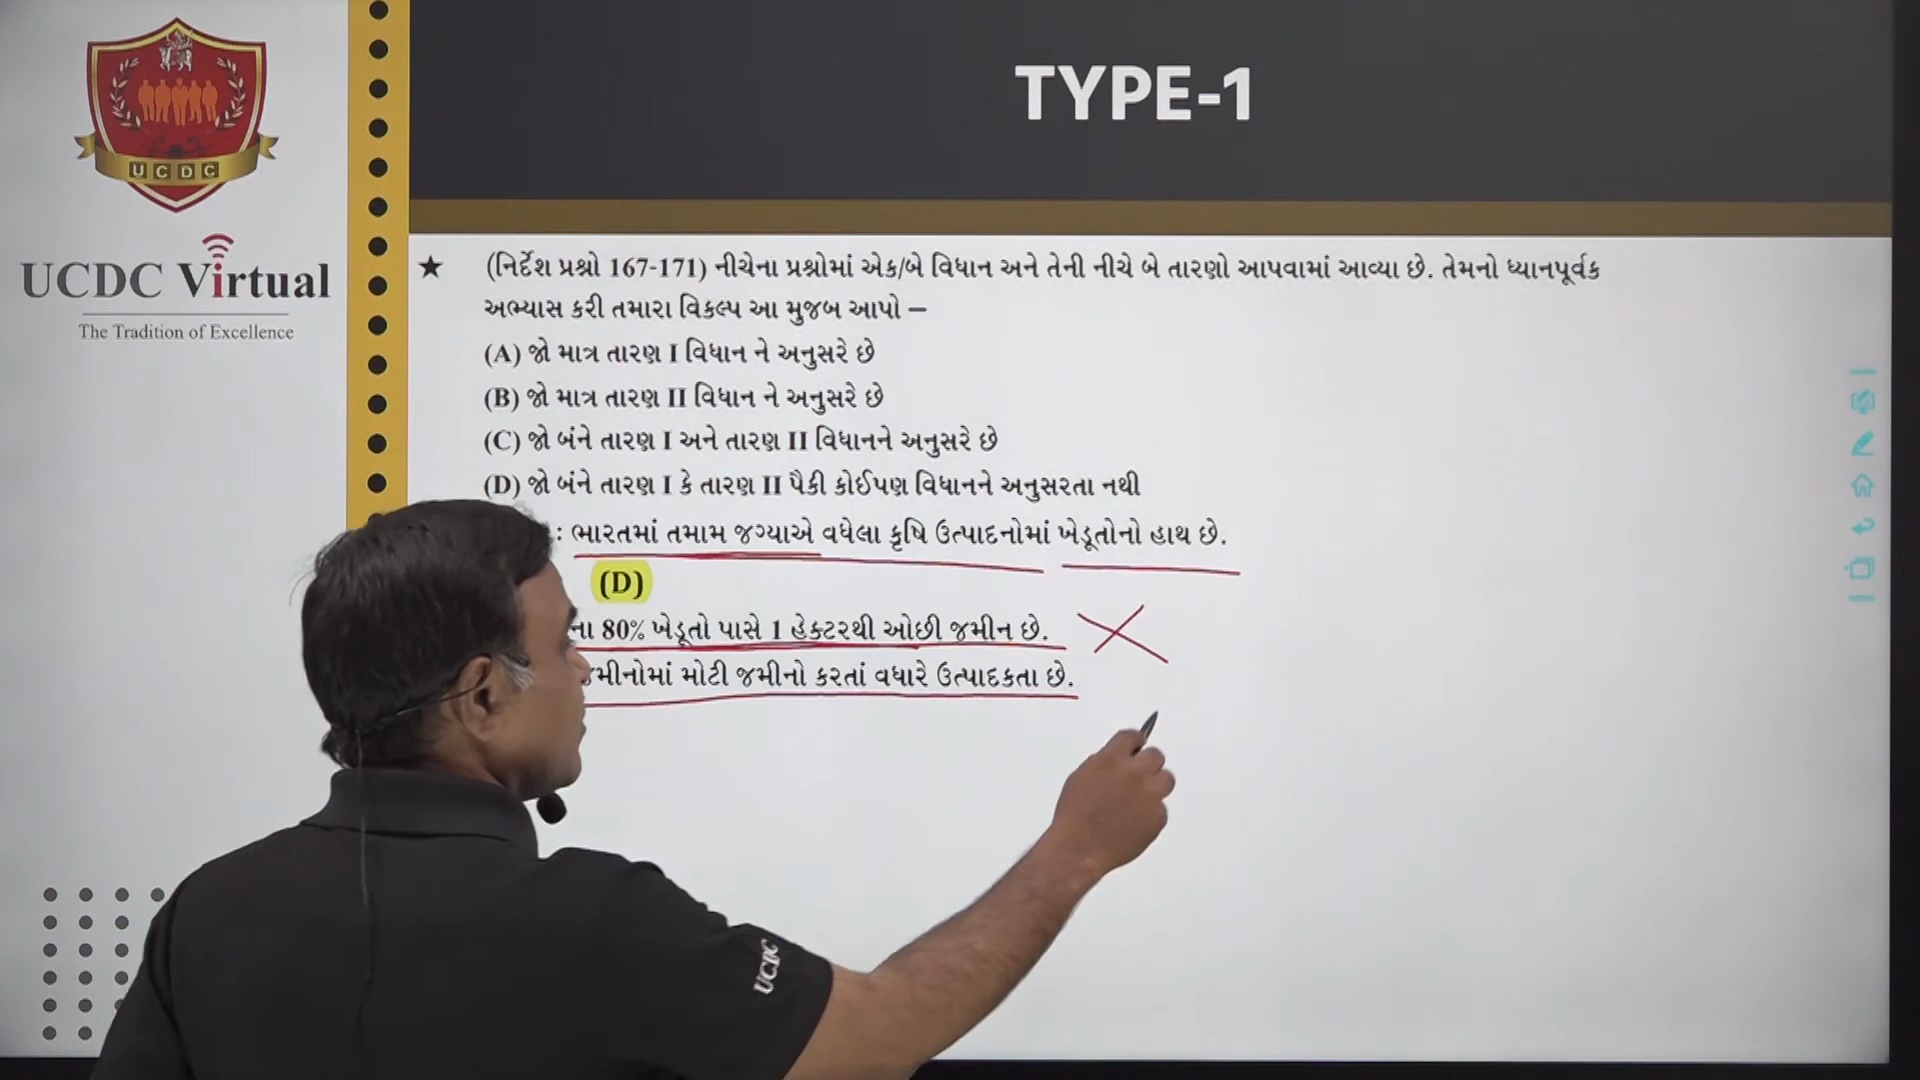 TYPE-1
UCDC
UCDC Virtual
The Tradition of Excellence
★ (નિર્દેશ પ્રશ્નો 167-171) નીચેના પ્રશ્નોમાં એક/બે વિધાન અને તેની નીચે બે તારણો આપવામાં આવ્યા છે. તેમનો ધ્યાનપૂર્વક
અભ્યાસ કરી તમારા વિકલ્પ આ મુજબ આપો –
(A) જો માત્ર તારણ I વિધાન ને અનુસરે છે
(B) જો માત્ર તારણ II વિધાન ને અનુસરે છે
(C) જો બંને તારણ I અને તારણ II વિધાનને અનુસરે છે
(D) જો બંને તારણ I કે તારણ II પૈકી કોઈપણ વિધાનને અનુસરતા નથી
: ભારતમાં તમામ જગ્યાએ વધેલા કૃષિ ઉત્પાદનોમાં ખેડૂતોનો હાથ છે.
(D)
ના 80% ખેડૂતો પાસે 1 હેક્ટરથી ઓછી જમીન છે.
જમીનોમાં મોટી જમીનો કરતાં વધારે ઉત્પાદકતા છે.
UCDC